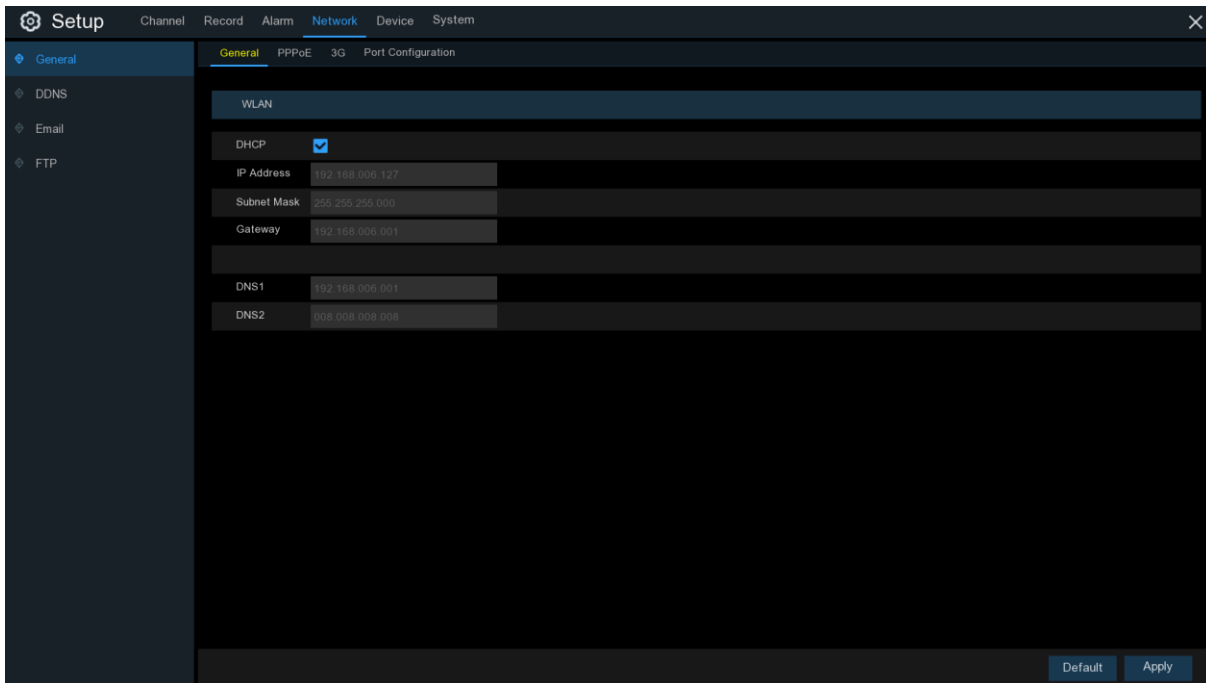 Setup Channel Record Alarm Network Device System
General PPPoE 3G Port Configuration
General
DDNS
Email
FTP
WLAN
DHCP
IP Address 192.168.006.127
Subnet Mask 255.255.255.000
Gateway 192.168.006.001
DNS1 192.168.006.001
DNS2 008.008.008.008
Default Apply